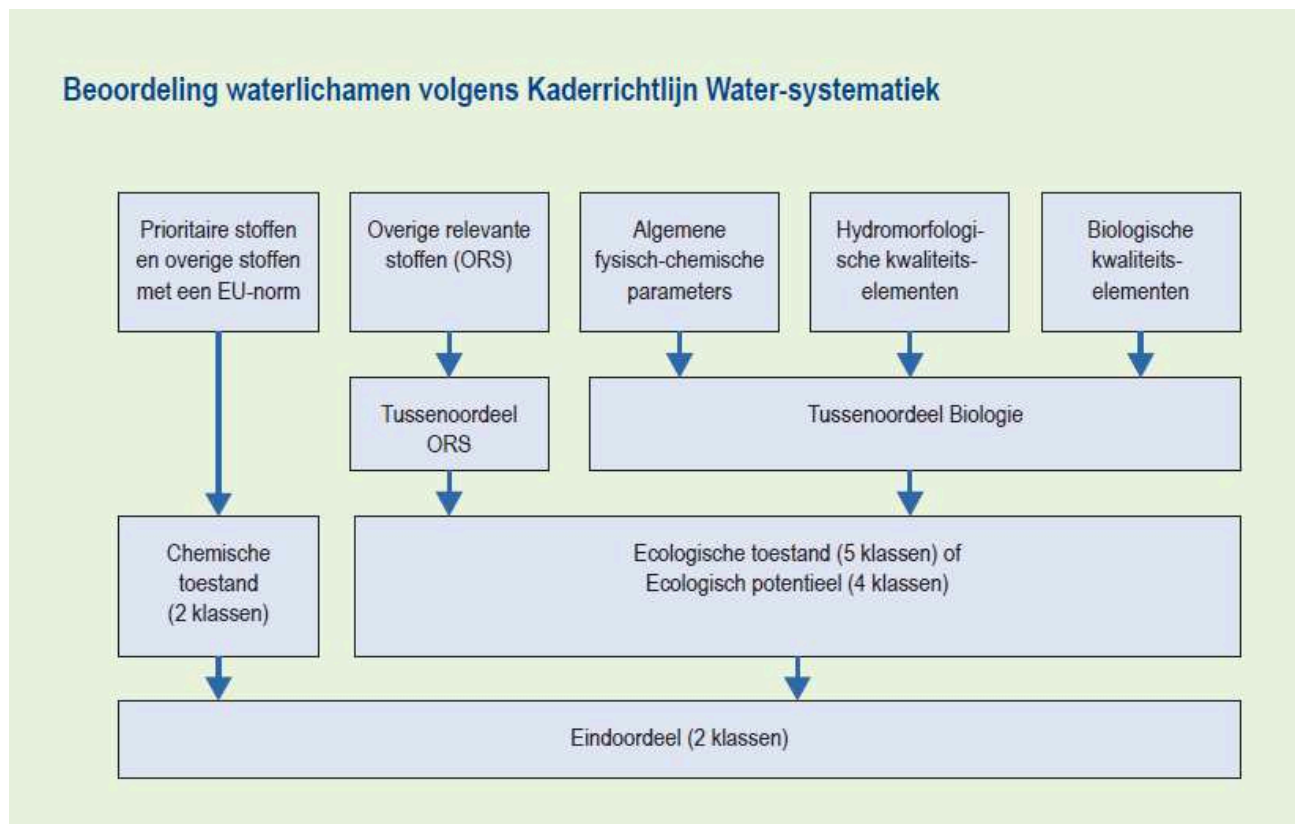 Beoordeling waterlichamen volgens Kaderrichtlijn Water-systematiek
Prioritaire stoffen
en overige stoffen
met een EU-norm
Overige relevante
stoffen (ORS)
Algemene
fysisch-chemische
parameters
Hydromorfologi-
sche kwaliteits-
elementen
Biologische
kwaliteits-
elementen
Tussenoordeel
ORS
Tussenoordeel Biologie
Chemische
toestand
(2 klassen)
Ecologische toestand (5 klassen) of
Ecologisch potentieel (4 klassen)
Eindoordeel (2 klassen)